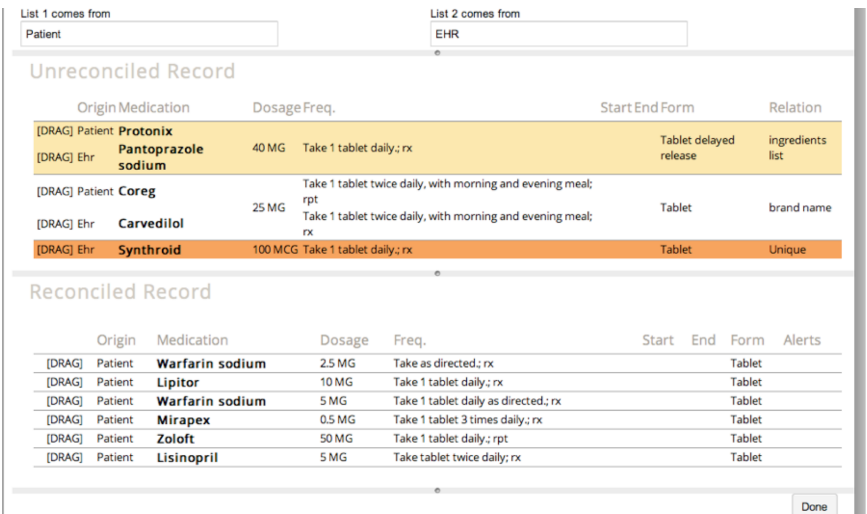 List 1 comes from List 2 comes from
Patient EHR
Unreconciled Record
Origin Medication Dosage Freq. Start End Form Relation
[DRAG] Patient Protonix
[DRAG] Ehr Pantoprazole sodium
40 MG Take 1 tablet daily.; rx Tablet delayed release ingredients list
[DRAG] Patient Coreg Take 1 tablet twice daily, with morning and evening meal; rpt
25 MG Tablet brand name
[DRAG] Ehr Carvedilol Take 1 tablet twice daily, with morning and evening meal; rx
[DRAG] Ehr Synthroid 100 MCG Take 1 tablet daily.; rx Tablet Unique
Reconciled Record
Origin Medication Dosage Freq. Start End Form Alerts
[DRAG] Patient Warfarin sodium 2.5 MG Take as directed.; rx Tablet
[DRAG] Patient Lipitor 10 MG Take 1 tablet daily.; rx Tablet
[DRAG] Patient Warfarin sodium 5 MG Take 1 tablet daily as directed.; rx Tablet
[DRAG] Patient Mirapex 0.5 MG Take 1 tablet 3 times daily.; rx Tablet
[DRAG] Patient Zoloft 50 MG Take 1 tablet daily.; rpt Tablet
[DRAG] Patient Lisinopril 5 MG Take tablet twice daily; rx Tablet
Done